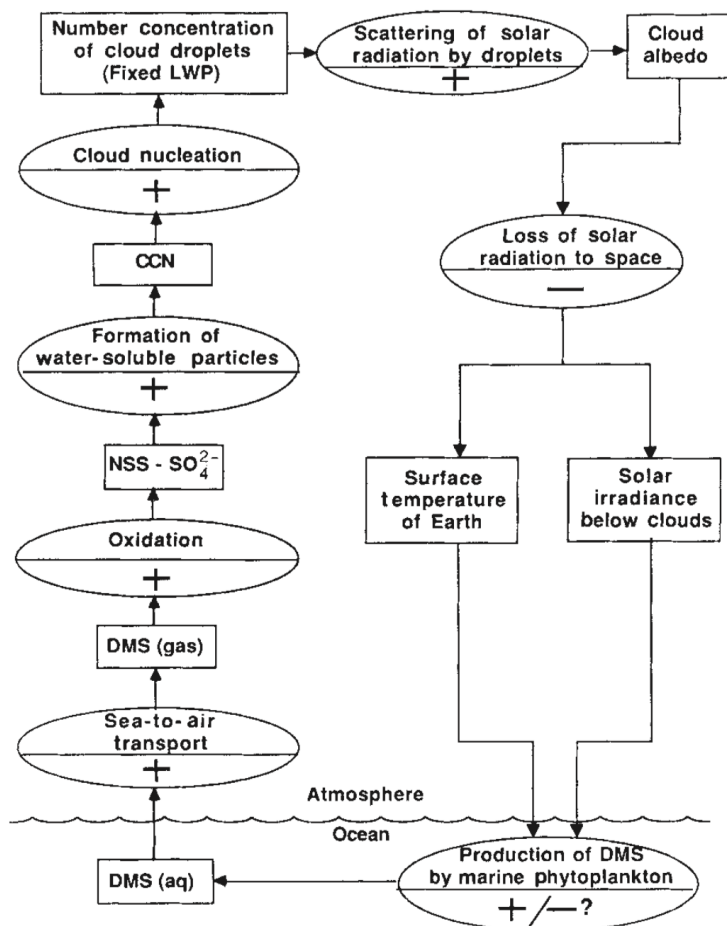 Number concentration
of cloud droplets
(Fixed LWP)
Scattering of solar
radiation by droplets
+
Cloud
albedo
Cloud nucleation
+
Loss of solar
radiation to space
—
CCN
Formation of
water-soluble particles
+
NSS - SO₄²⁻
Surface
temperature
of Earth
Solar
irradiance
below clouds
Oxidation
+
DMS (gas)
Sea-to-air
transport
+
Atmosphere
Ocean
DMS (aq)
Production of DMS
by marine phytoplankton
+/—?